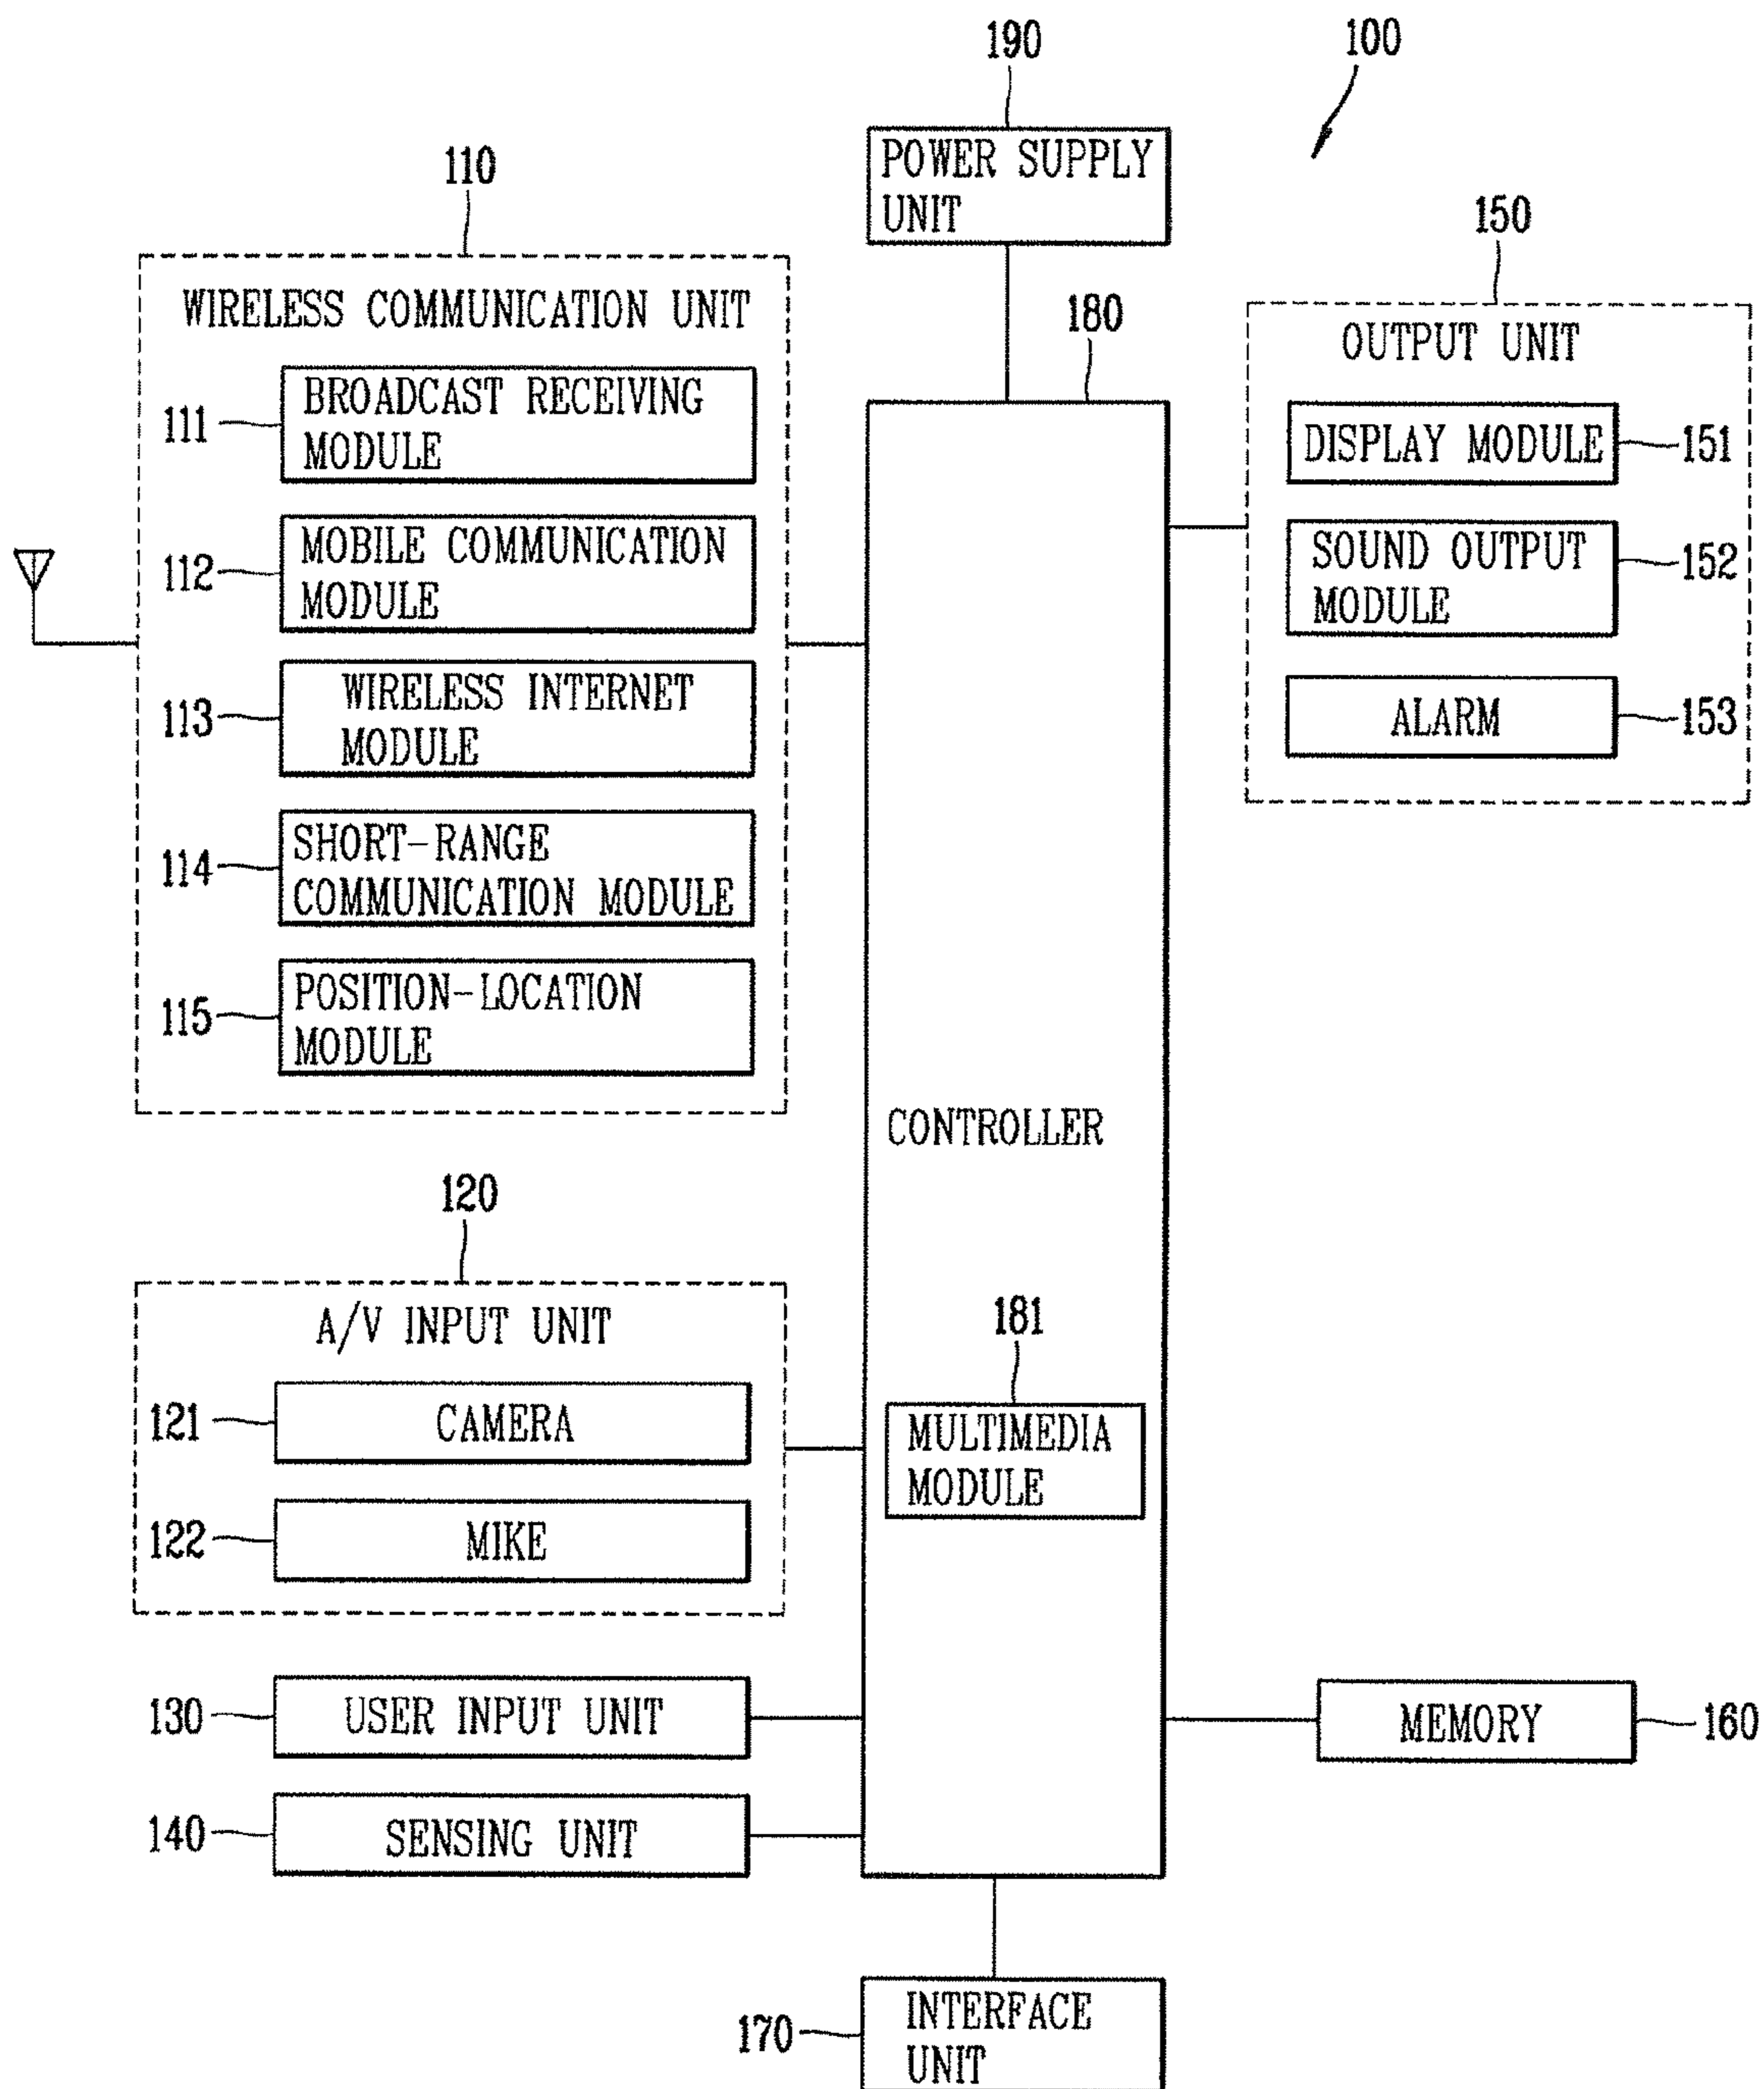 190
100
POWER SUPPLY
UNIT
110
150
WIRELESS COMMUNICATION UNIT
180
OUTPUT UNIT
111
BROADCAST RECEIVING
MODULE
DISPLAY MODULE
151
112
MOBILE COMMUNICATION
MODULE
SOUND OUTPUT
MODULE
152
113
WIRELESS INTERNET
MODULE
ALARM
153
114
SHORT-RANGE
COMMUNICATION MODULE
115
POSITION-LOCATION
MODULE
CONTROLLER
120
A/V INPUT UNIT
181
121
CAMERA
MULTIMEDIA
MODULE
122
MIKE
130
USER INPUT UNIT
MEMORY
160
140
SENSING UNIT
170
INTERFACE
UNIT